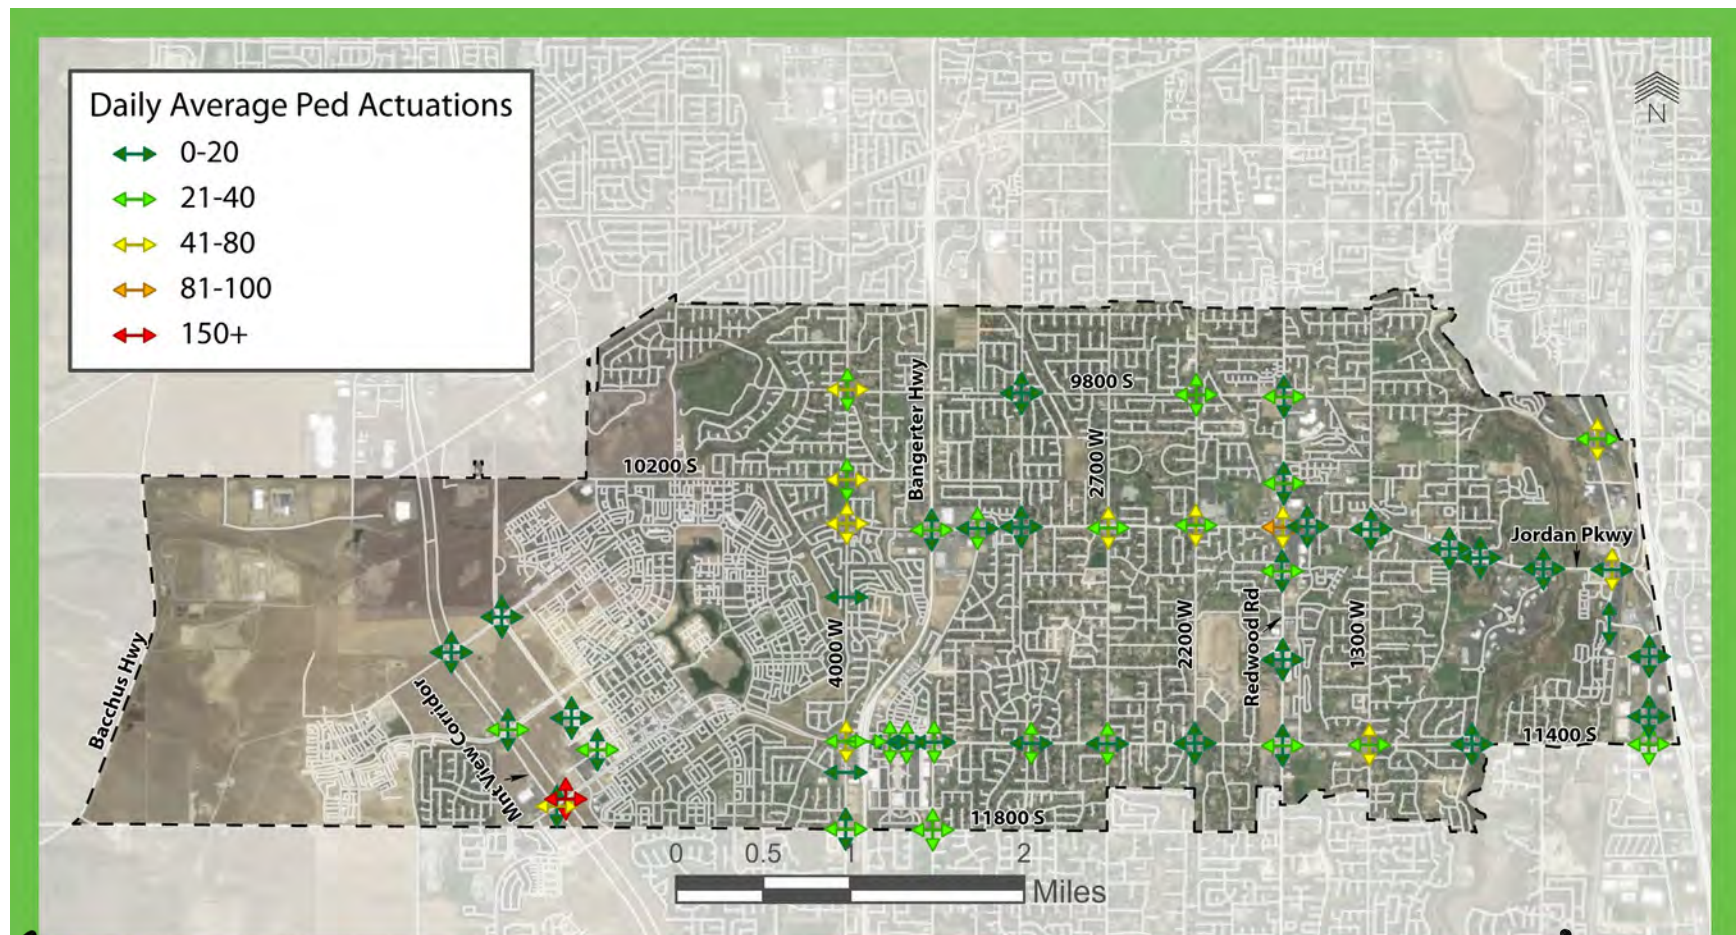 Daily Average Ped Actuations
0-20
21-40
41-80
81-100
150+
N
9800 S
10200 S
Bangerter Hwy
2700 W
Jordan Pkwy
Bacchus Hwy
Mnt View Corridor
4000 W
2200 W
Redwood Rd
1300 W
11400 S
11800 S
0 0.5 1 2
Miles